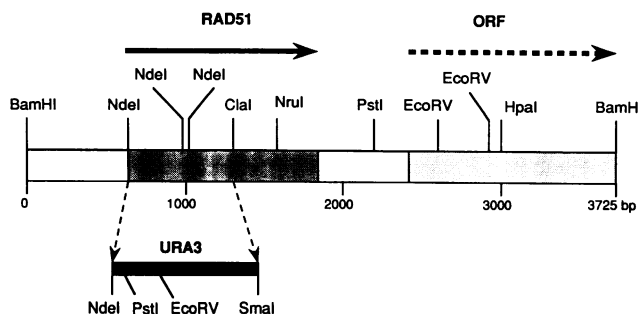 RAD51 ORF
NdeI NdeI EcoRV
BamHI NdeI ClaI NruI PstI EcoRV HpaI BamH
0 1000 2000 3000 3725 bp
URA3
NdeI PstI EcoRV SmaI